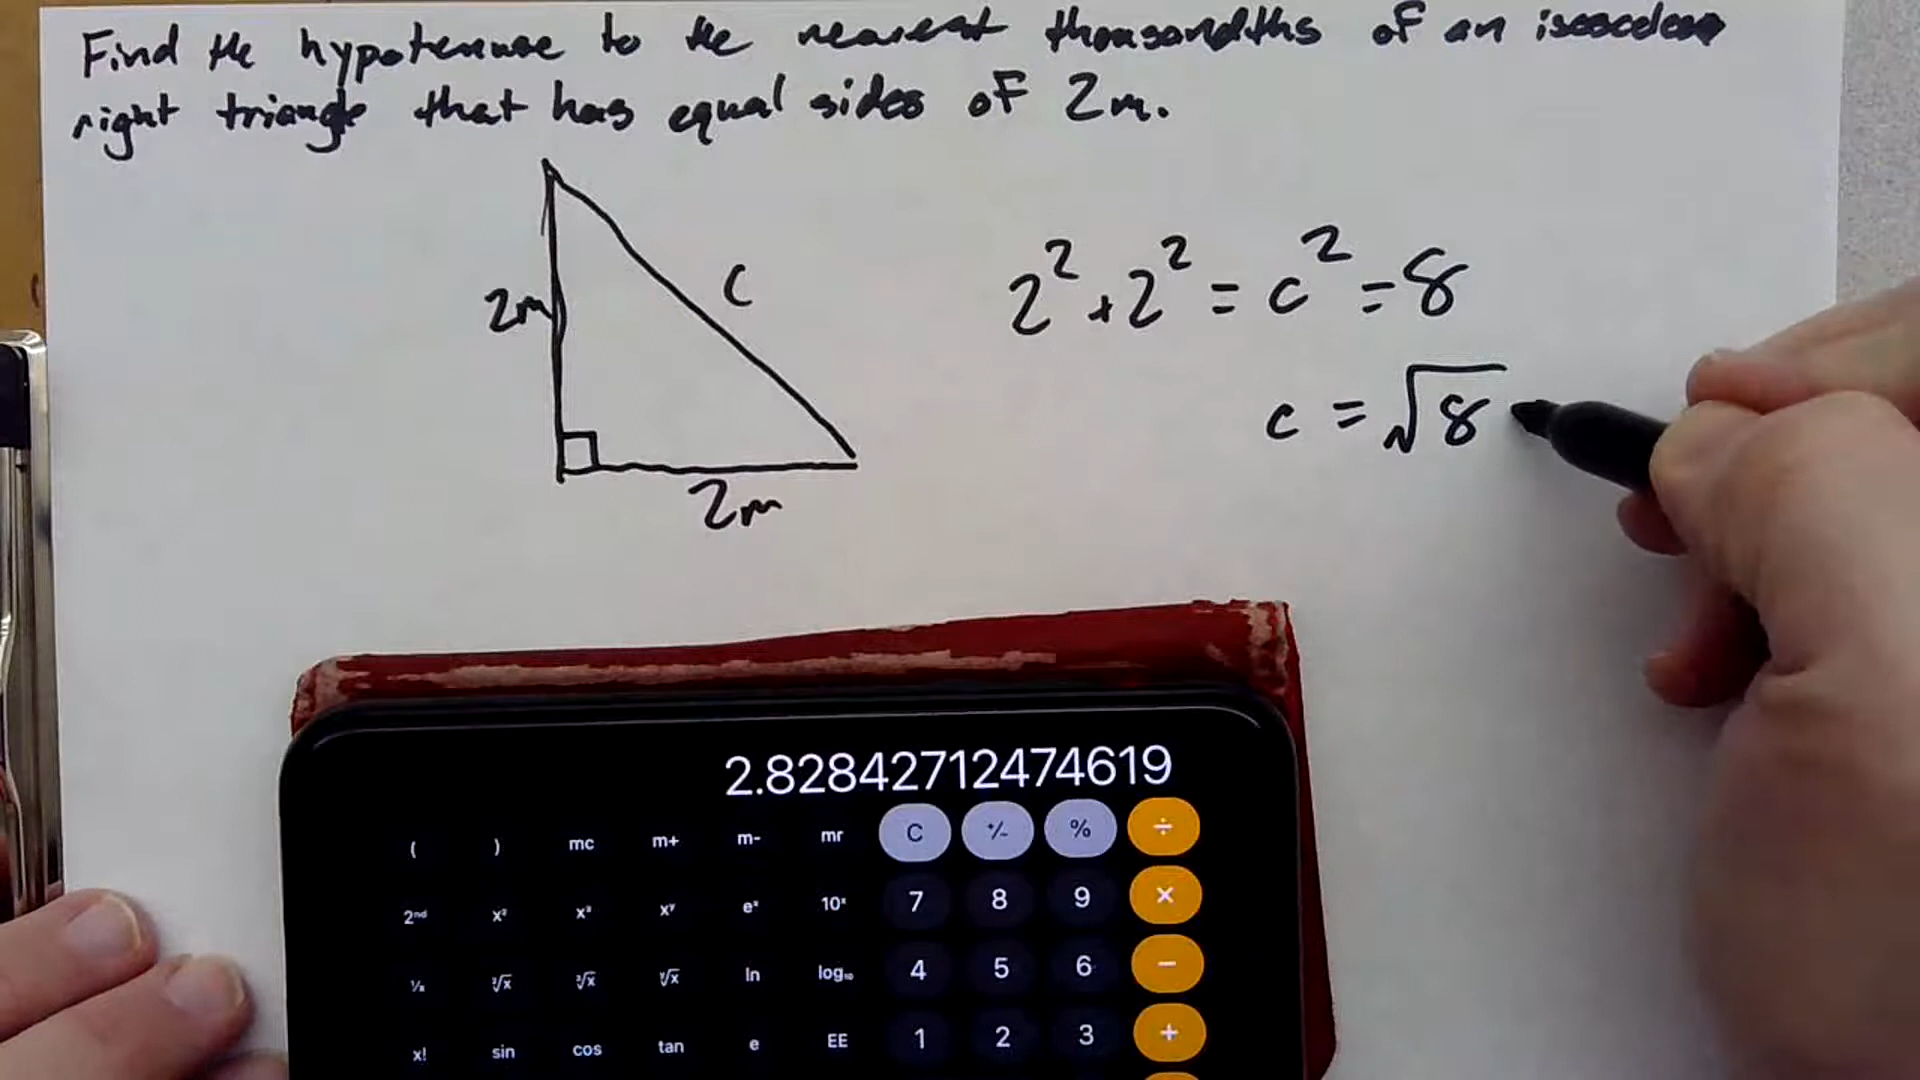 Find the hypotenuse to the nearest thousandths of an isosceles
right triangle that has equal sides of 2m.
2m
c
2m
2² + 2² = c² = 8
c = √8
2.82842712474619
( ) mc m+ m- mr C +/- % ÷
2ⁿᵈ x² x³ xʸ eˣ 10ˣ 7 8 9 ×
¹/ₓ ²√x ³√x ʸ√x ln log₁₀ 4 5 6 −
x! sin cos tan e EE 1 2 3 +